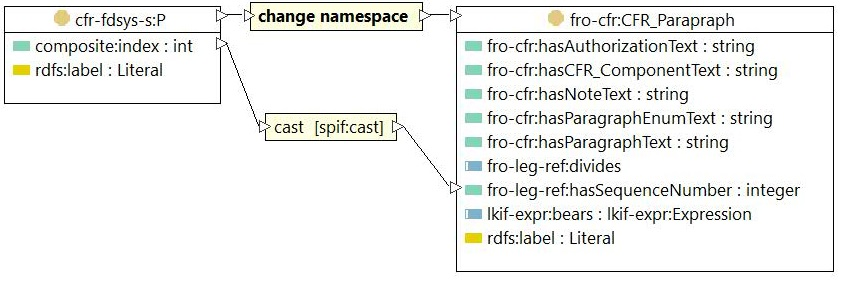 cfr-fdsys-s:P
composite:index : int
rdfs:label : Literal
change namespace
cast [spif:cast]
fro-cfr:CFR_Parapraph
fro-cfr:hasAuthorizationText : string
fro-cfr:hasCFR_ComponentText : string
fro-cfr:hasNoteText : string
fro-cfr:hasParagraphEnumText : string
fro-cfr:hasParagraphText : string
fro-leg-ref:divides
fro-leg-ref:hasSequenceNumber : integer
lkif-expr:bears : lkif-expr:Expression
rdfs:label : Literal